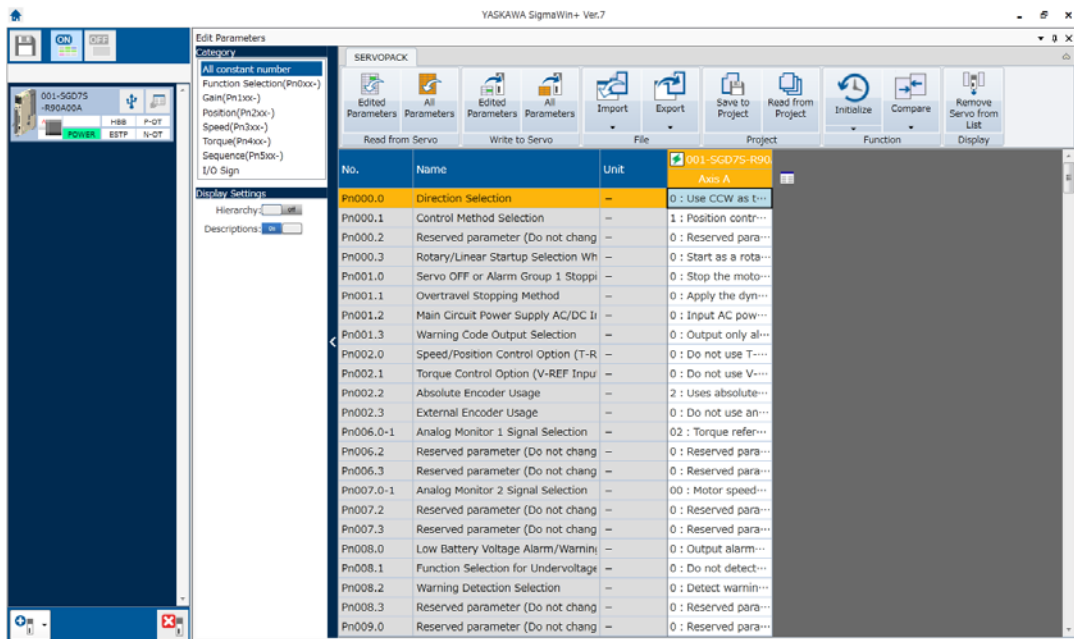 YASKAWA SigmaWin+ Ver.7
ON
OFF
001-SGD7S
-R90A00A
HBB P-OT
POWER ESTP N-OT
Edit Parameters
Category
All constant number
Function Selection(Pn0xx-)
Gain(Pn1xx-)
Position(Pn2xx-)
Speed(Pn3xx-)
Torque(Pn4xx-)
Sequence(Pn5xx-)
I/O Sign
Display Settings
Hierarchy: Off
Descriptions: On
SERVOPACK
Edited Parameters
All Parameters
Read from Servo
Edited Parameters
All Parameters
Write to Servo
Import
Export
File
Save to Project
Read from Project
Project
Initialize
Compare
Function
Remove Servo from List
Display
No. Name Unit 001-SGD7S-R90
Axis A
Pn000.0 Direction Selection – 0 : Use CCW as t···
Pn000.1 Control Method Selection – 1 : Position contr···
Pn000.2 Reserved parameter (Do not chang – 0 : Reserved para···
Pn000.3 Rotary/Linear Startup Selection Wh – 0 : Start as a rota···
Pn001.0 Servo OFF or Alarm Group 1 Stoppi – 0 : Stop the moto···
Pn001.1 Overtravel Stopping Method – 0 : Apply the dyn···
Pn001.2 Main Circuit Power Supply AC/DC I – 0 : Input AC pow···
Pn001.3 Warning Code Output Selection – 0 : Output only al···
Pn002.0 Speed/Position Control Option (T-R – 0 : Do not use T-···
Pn002.1 Torque Control Option (V-REF Input – 0 : Do not use V-···
Pn002.2 Absolute Encoder Usage – 2 : Uses absolute···
Pn002.3 External Encoder Usage – 0 : Do not use an···
Pn006.0-1 Analog Monitor 1 Signal Selection – 02 : Torque refer···
Pn006.2 Reserved parameter (Do not chang – 0 : Reserved para···
Pn006.3 Reserved parameter (Do not chang – 0 : Reserved para···
Pn007.0-1 Analog Monitor 2 Signal Selection – 00 : Motor speed···
Pn007.2 Reserved parameter (Do not chang – 0 : Reserved para···
Pn007.3 Reserved parameter (Do not chang – 0 : Reserved para···
Pn008.0 Low Battery Voltage Alarm/Warning – 0 : Output alarm···
Pn008.1 Function Selection for Undervoltage – 0 : Do not detect···
Pn008.2 Warning Detection Selection – 0 : Detect warnin···
Pn008.3 Reserved parameter (Do not chang – 0 : Reserved para···
Pn009.0 Reserved parameter (Do not chang – 0 : Reserved para···